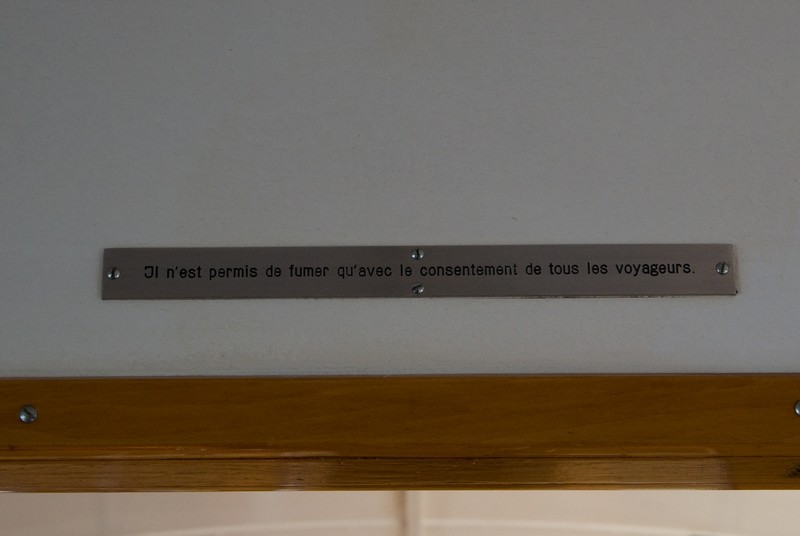 Il n'est permis de fumer qu'avec le consentement de tous les voyageurs.